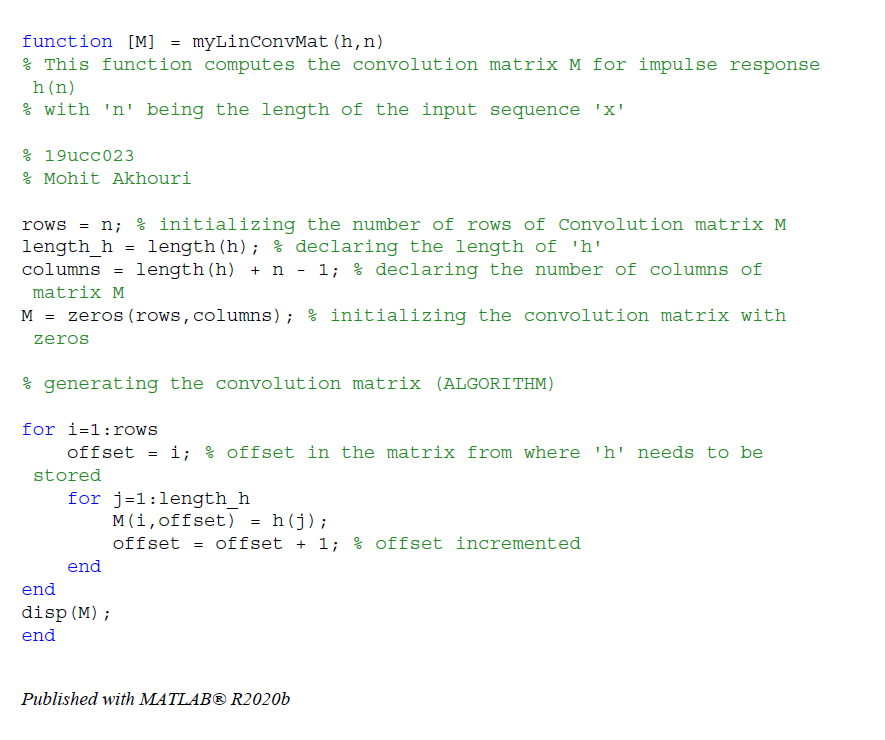 function [M] = myLinConvMat(h,n)
% This function computes the convolution matrix M for impulse response
h(n)
% with 'n' being the length of the input sequence 'x'
% 19ucc023
% Mohit Akhouri
rows = n; % initializing the number of rows of Convolution matrix M
length_h = length(h); % declaring the length of 'h'
columns = length(h) + n - 1; % declaring the number of columns of
matrix M
M = zeros(rows,columns); % initializing the convolution matrix with
zeros
% generating the convolution matrix (ALGORITHM)
for i=1:rows
offset = i; % offset in the matrix from where 'h' needs to be
stored
for j=1:length_h
M(i,offset) = h(j);
offset = offset + 1; % offset incremented
end
end
disp(M);
end
Published with MATLAB® R2020b